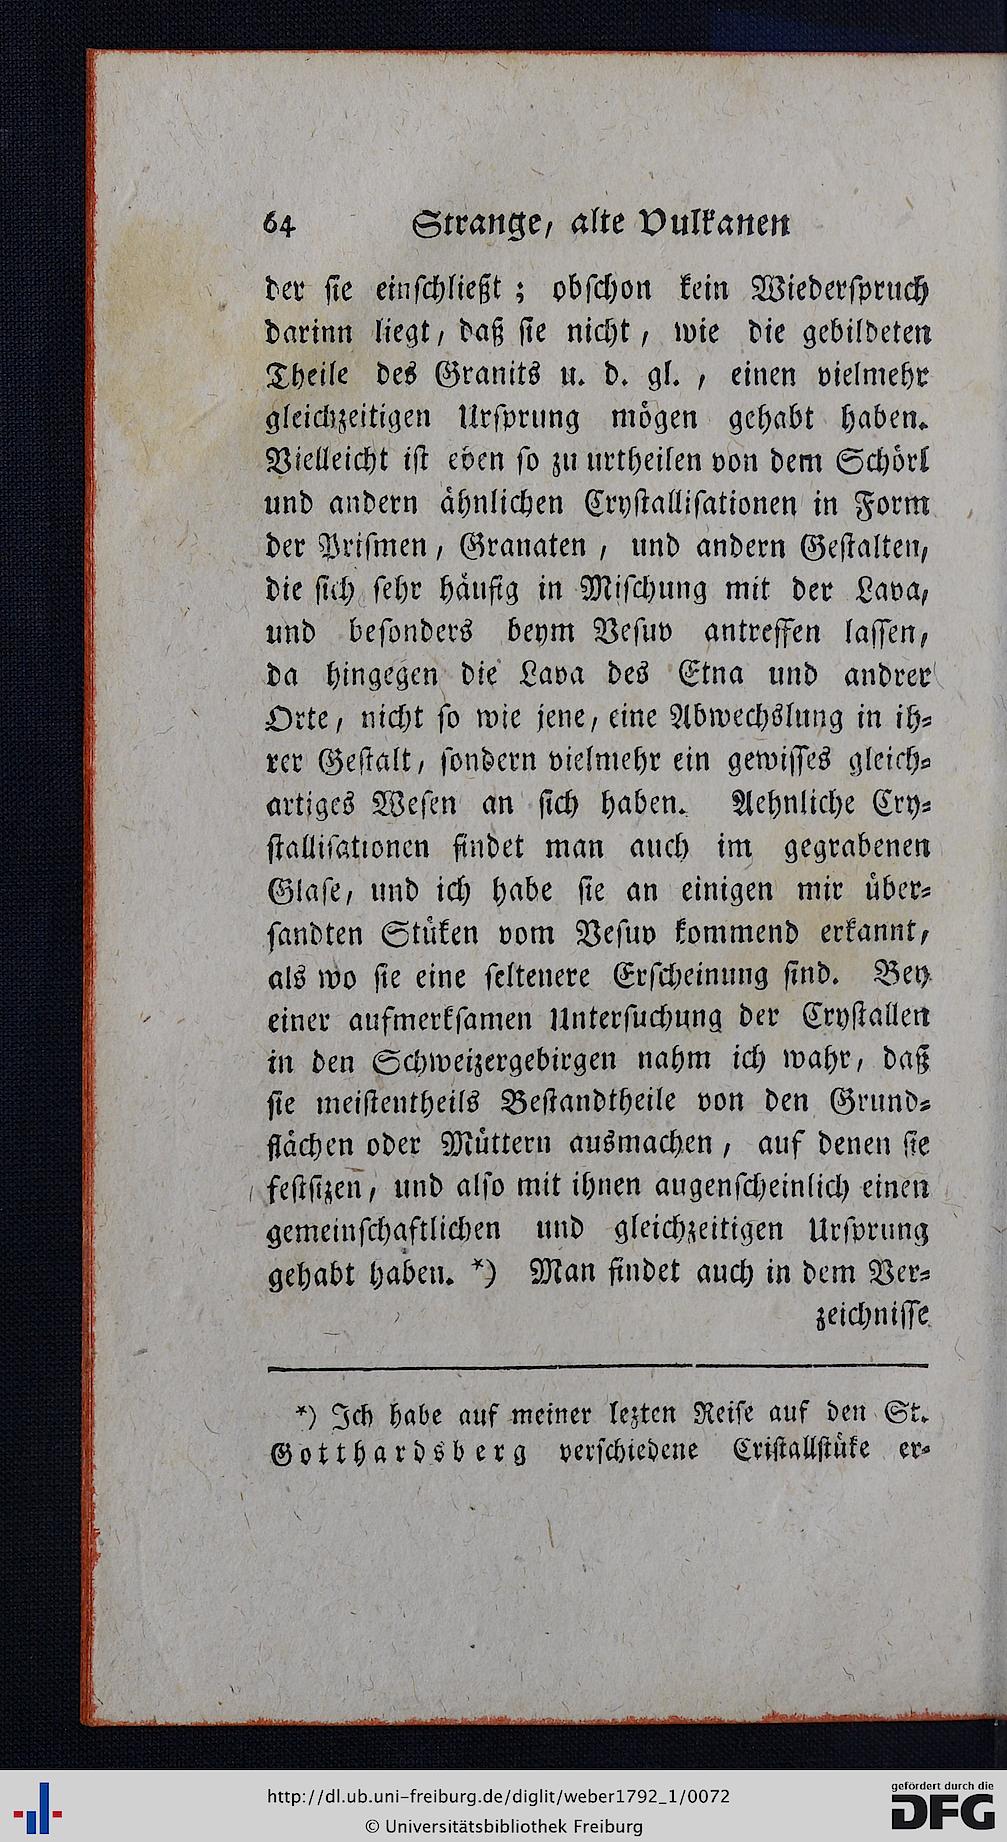 64 Strange, alte Vulkanen
der ſie einſchließt; obſchon kein Wiederſpruch
darinn liegt, daß ſie nicht, wie die gebildeten
Theile des Granits u. d. gl., einen vielmehr
gleichzeitigen Urſprung mögen gehabt haben.
Vielleicht iſt eben ſo zu urtheilen von dem Schörl
und andern ähnlichen Cryſtalliſationen in Form
der Priſmen, Granaten, und andern Geſtalten,
die ſich ſehr häufig in Miſchung mit der Lava,
und beſonders beym Veſuv antreffen laſſen,
da hingegen die Lava des Etna und andrer
Orte, nicht ſo wie jene, eine Abwechslung in ih⸗
rer Geſtalt, ſondern vielmehr ein gewiſſes gleich⸗
artiges Weſen an ſich haben. Aehnliche Cry⸗
ſtalliſationen findet man auch im gegrabenen
Glaſe, und ich habe ſie an einigen mir über⸗
ſandten Stüken vom Veſuv kommend erkannt,
als wo ſie eine ſeltenere Erſcheinung ſind. Bey
einer aufmerkſamen Unterſuchung der Cryſtallen
in den Schweizergebirgen nahm ich wahr, daß
ſie meiſtentheils Beſtandtheile von den Grund⸗
flächen oder Müttern ausmachen, auf denen ſie
feſtſizen, und alſo mit ihnen augenſcheinlich einen
gemeinſchaftlichen und gleichzeitigen Urſprung
gehabt haben. *) Man findet auch in dem Ver⸗
zeichniſſe
*) Ich habe auf meiner lezten Reiſe auf den St.
Gotthardsberg verſchiedene Criſtallſtüke er⸗
http://dl.ub.uni-freiburg.de/diglit/weber1792_1/0072
© Universitätsbibliothek Freiburg
gefördert durch die
DFG